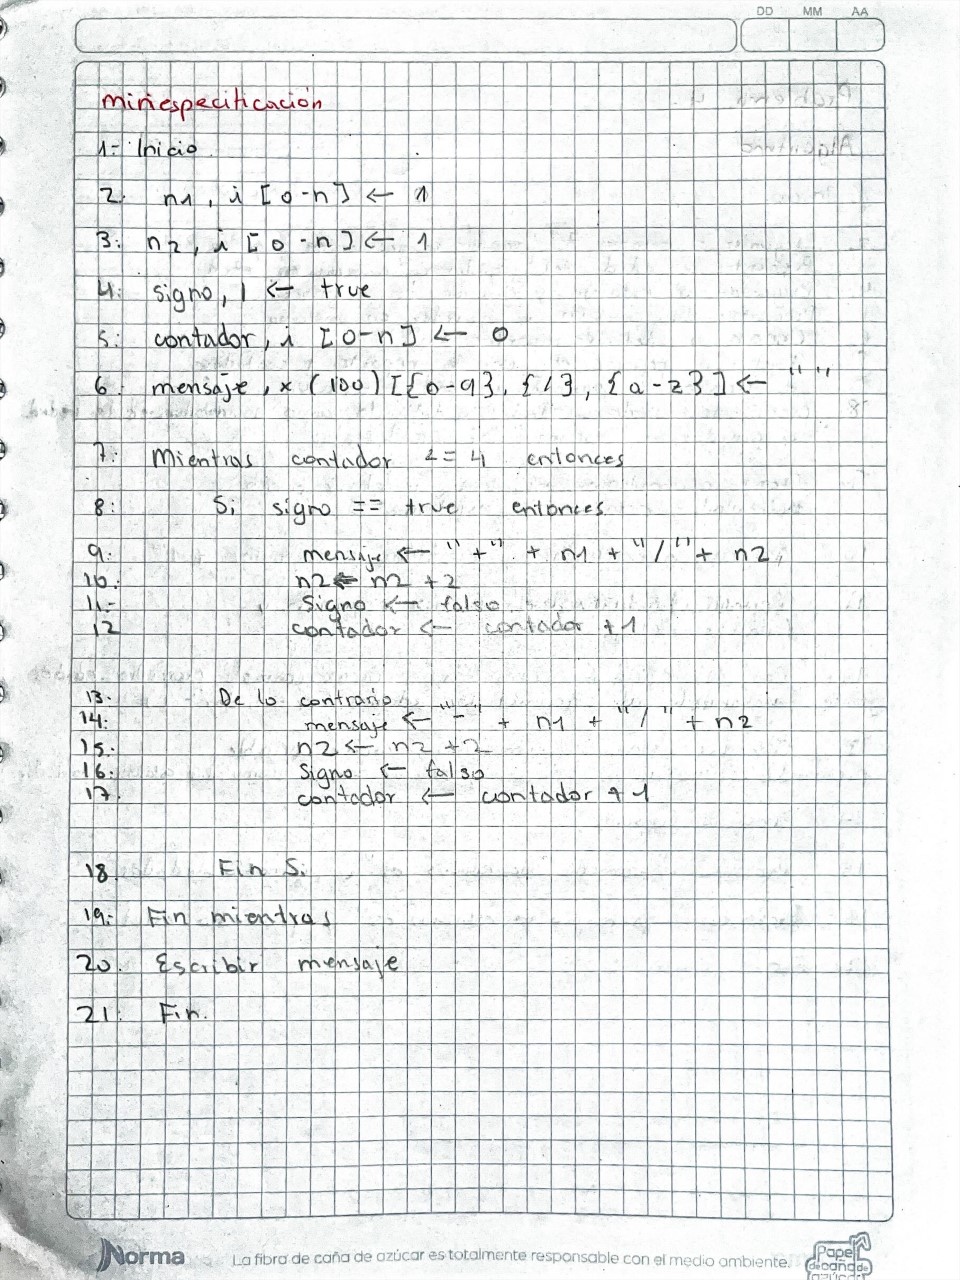 DD MM AA
miniespecificación
1- Inicio.
2: n1, i [0-n] ← 1
3: n2, i [0-n] ← 1
4: signo, l ← true
5: contador, i [0-n] ← 0
6: mensaje, x (100) [{0-9}, {/}, {a-z}] ← " "
7: Mientras contador <= 4 entonces
8: Si signo == true entonces
9: mensaje ← "+" + n1 + "/" + n2,
10: n2 ← n2 + 2
11- Signo ← falso
12 contador ← contador + 1
13. De lo contrario
14: mensaje ← "-" + n1 + "/" + n2
15: n2 ← n2 + 2
16: Signo ← falso
17. contador ← contador + 1
18. Fin Si
19: Fin mientras
20. Escribir mensaje
21: Fin.
Norma La fibra de caña de azúcar es totalmente responsable con el medio ambiente.
Papel
de caña de
azúcar